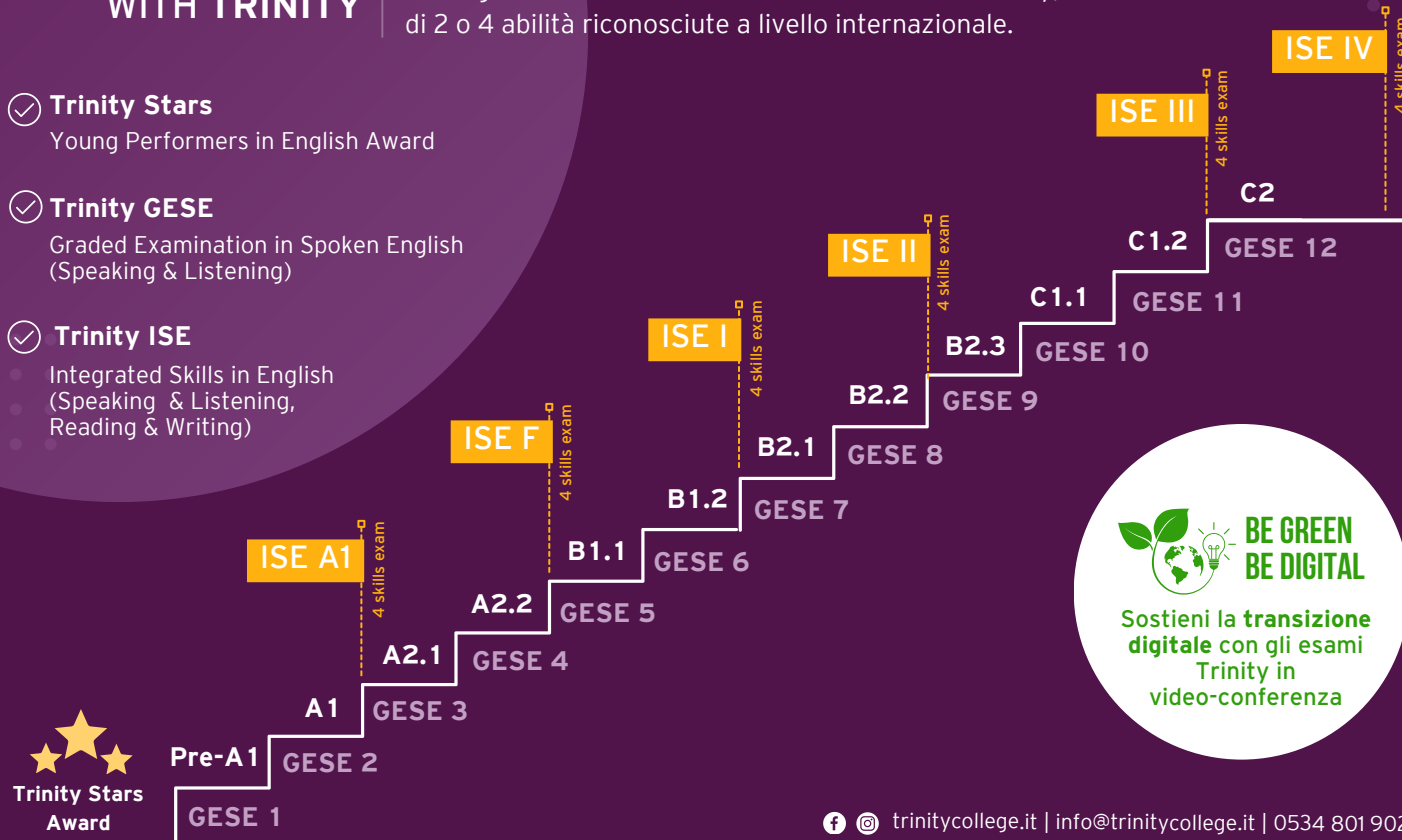 WITH TRINITY
di 2 o 4 abilità riconosciute a livello internazionale.
Trinity Stars
Young Performers in English Award
Trinity GESE
Graded Examination in Spoken English
(Speaking & Listening)
Trinity ISE
Integrated Skills in English
(Speaking & Listening,
Reading & Writing)
ISE IV
4 skills exam
ISE III
4 skills exam
ISE II
4 skills exam
ISE I
4 skills exam
ISE F
4 skills exam
ISE A1
4 skills exam
C2
GESE 12
C1.2
GESE 11
C1.1
GESE 10
B2.3
GESE 9
B2.2
GESE 8
B2.1
GESE 7
B1.2
GESE 6
B1.1
GESE 5
A2.2
GESE 4
A2.1
GESE 3
A1
GESE 2
Pre-A1
GESE 1
Trinity Stars
Award
BE GREEN
BE DIGITAL
Sostieni la transizione
digitale con gli esami
Trinity in
video-conferenza
trinitycollege.it | info@trinitycollege.it | 0534 801 902